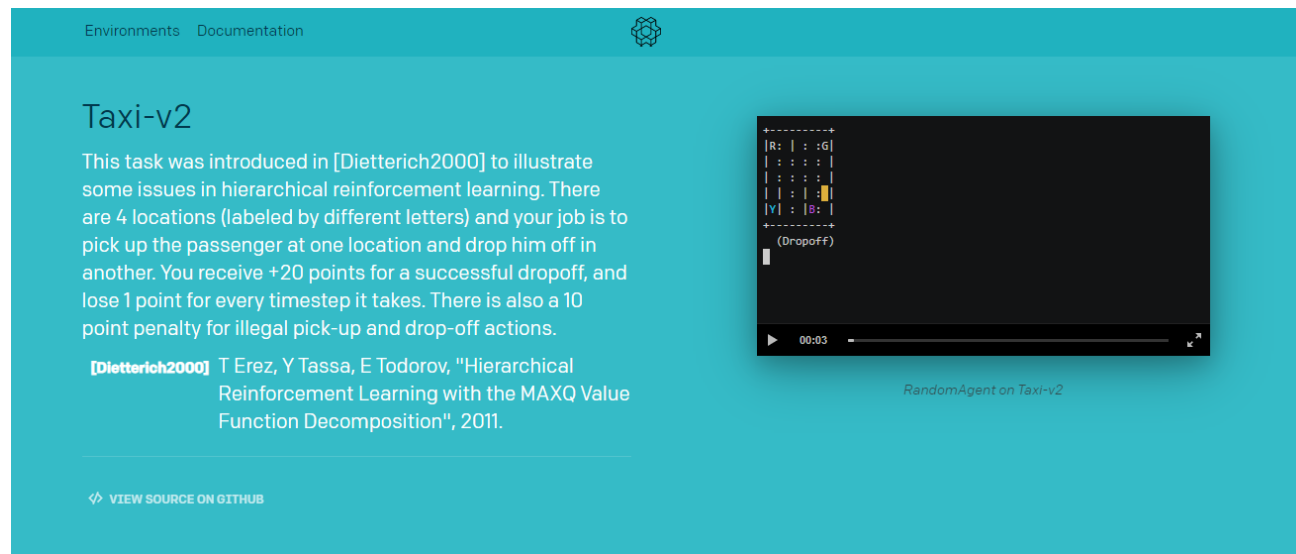 Environments Documentation
Taxi-v2
This task was introduced in [Dietterich2000] to illustrate
some issues in hierarchical reinforcement learning. There
are 4 locations (labeled by different letters) and your job is to
pick up the passenger at one location and drop him off in
another. You receive +20 points for a successful dropoff, and
lose 1 point for every timestep it takes. There is also a 10
point penalty for illegal pick-up and drop-off actions.
[Dietterich2000] T Erez, Y Tassa, E Todorov, "Hierarchical
Reinforcement Learning with the MAXQ Value
Function Decomposition", 2011.
</> VIEW SOURCE ON GITHUB
+---------+
|R: | : :G|
| : : : : |
| : : : : |
| | : | : |
|Y| : |B: |
+---------+
(Dropoff)
00:03
RandomAgent on Taxi-v2